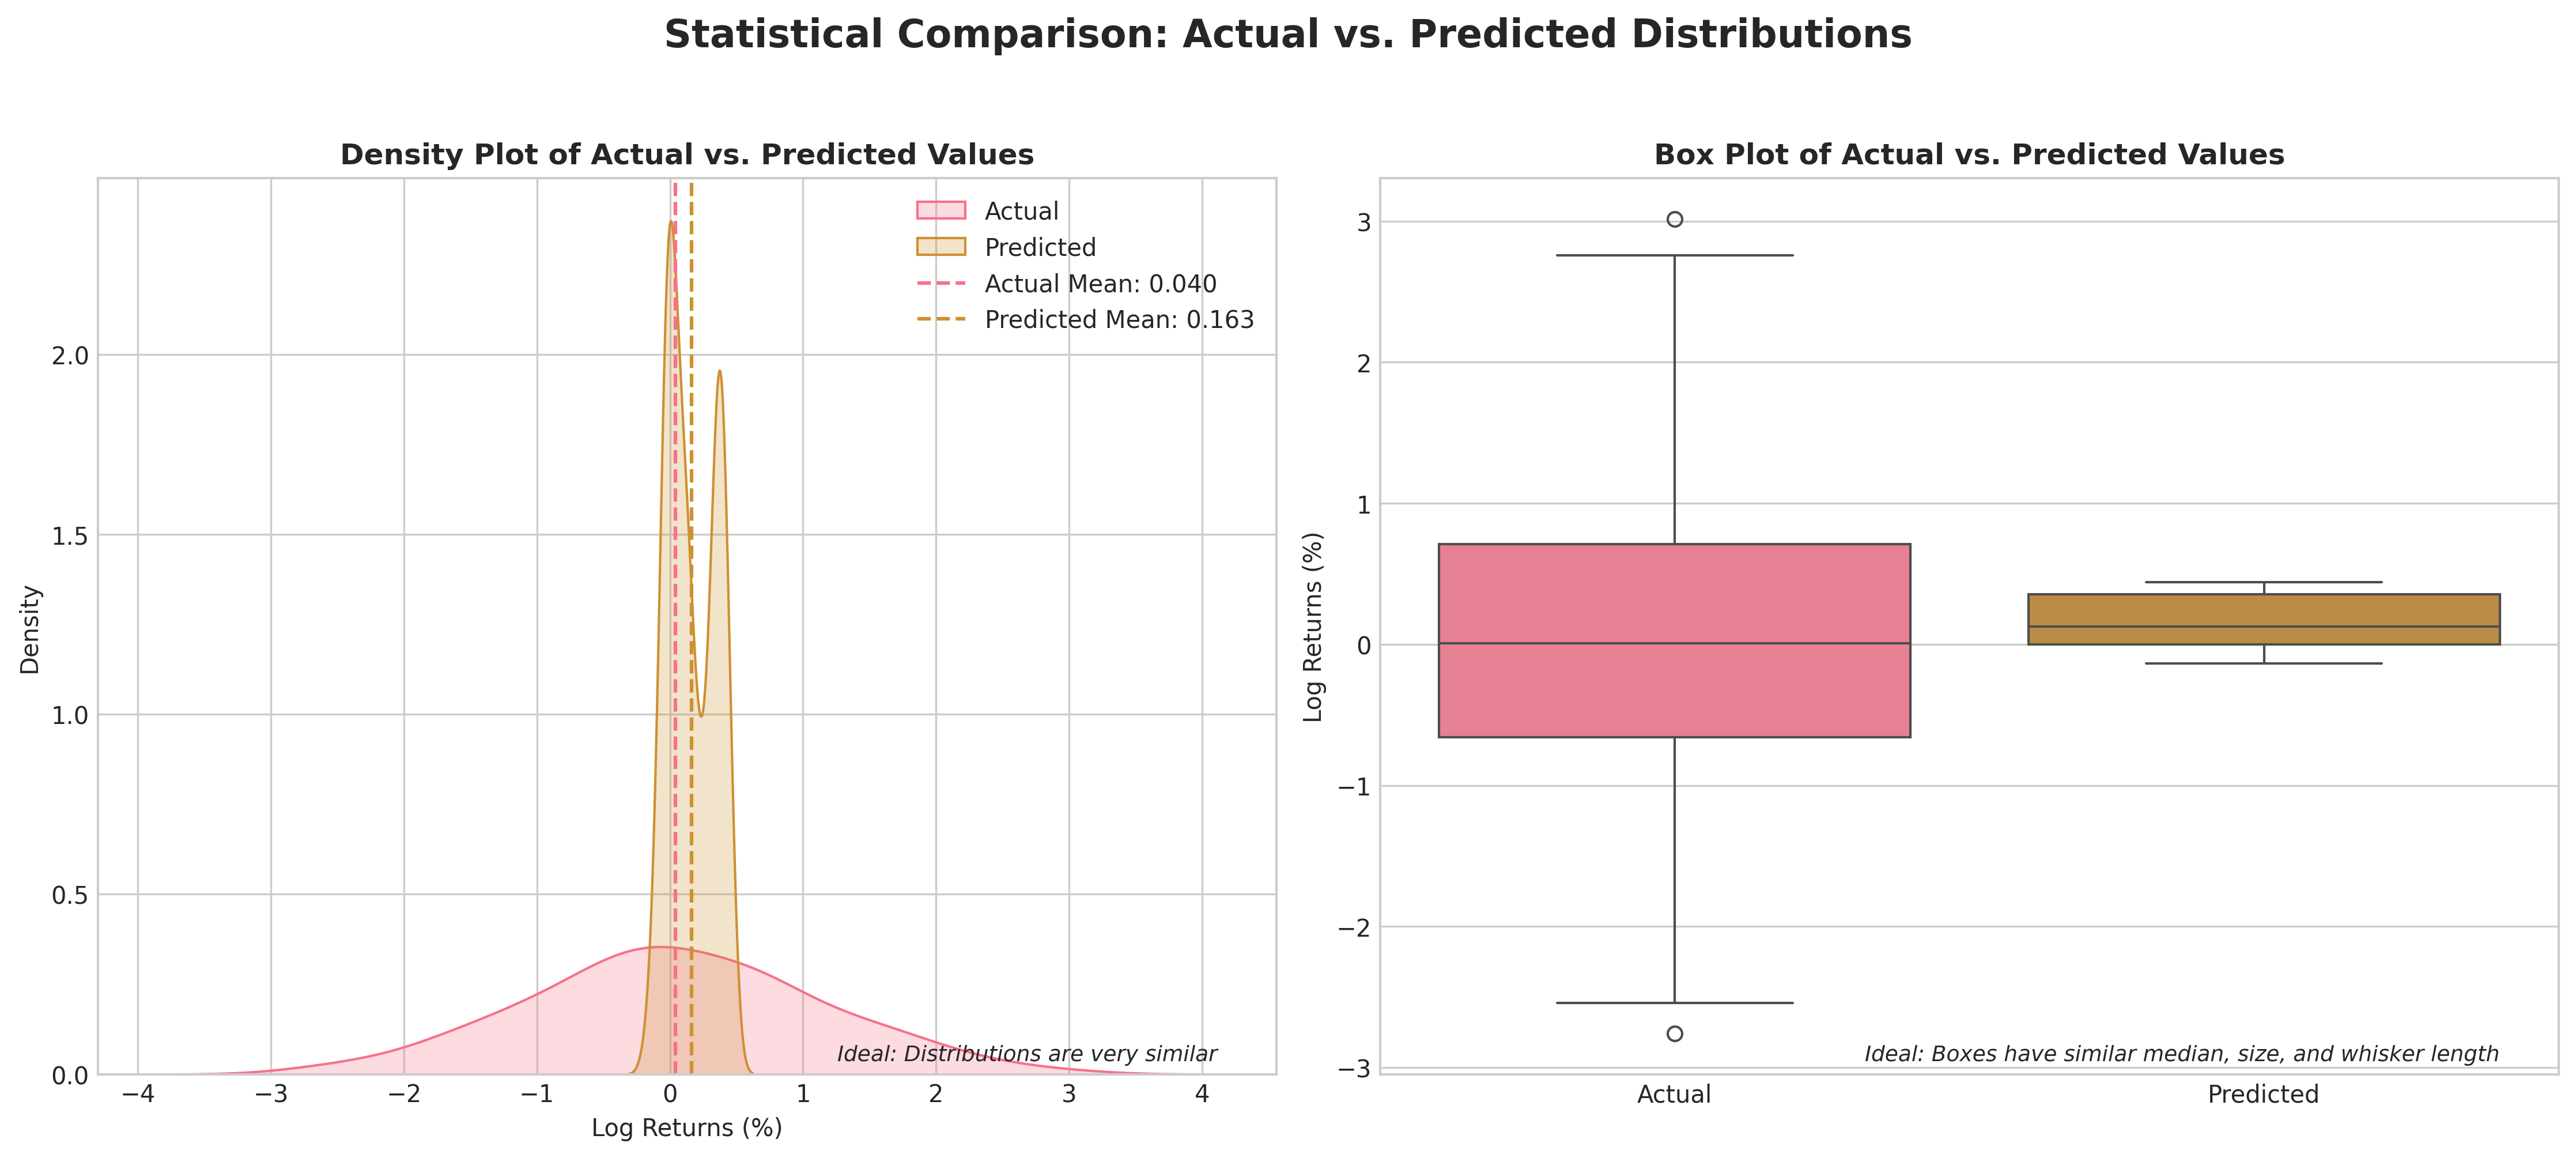 Statistical Comparison: Actual vs. Predicted Distributions
Density Plot of Actual vs. Predicted Values
Actual
Predicted
Actual Mean: 0.040
Predicted Mean: 0.163
Density
2.0
1.5
1.0
0.5
0.0
Ideal: Distributions are very similar
−4 −3 −2 −1 0 1 2 3 4
Log Returns (%)
Box Plot of Actual vs. Predicted Values
Log Returns (%)
3
2
1
0
−1
−2
−3
Ideal: Boxes have similar median, size, and whisker length
Actual Predicted